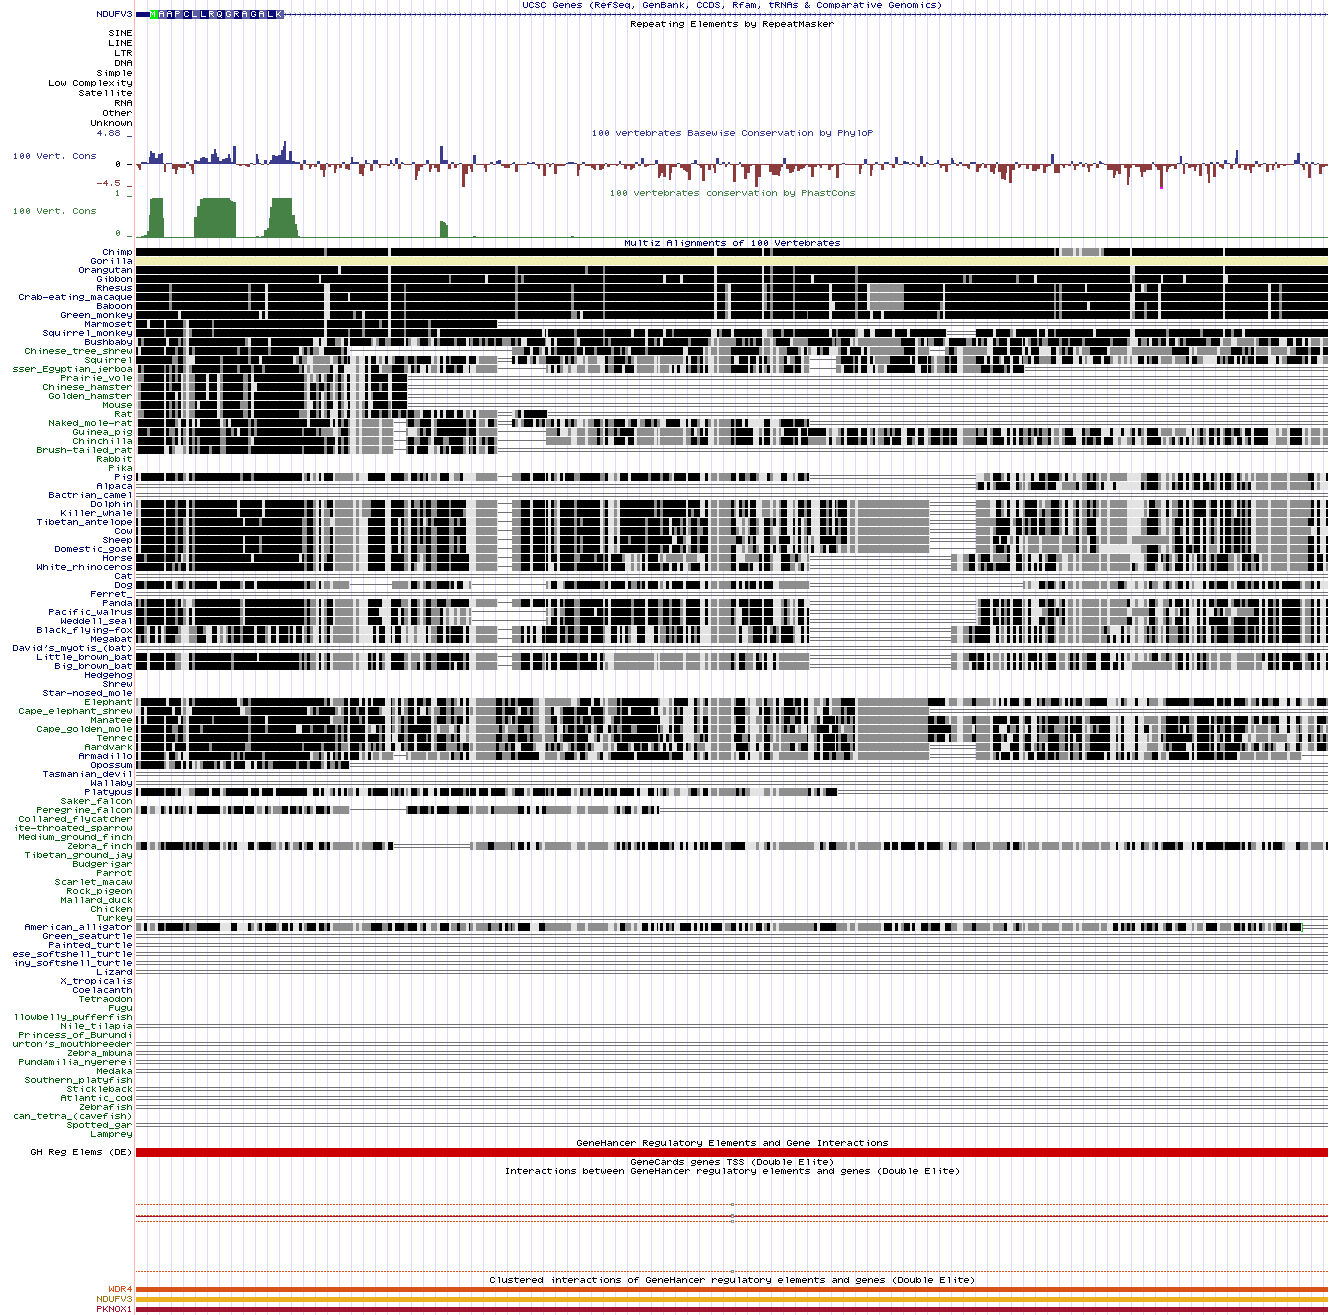 UCSC Genes (RefSeq, GenBank, CCDS, Rfam, tRNAs & Comparative Genomics)
NDUFV3
M A A P C L L R Q G R A G A L K
Repeating Elements by RepeatMasker
SINE
LINE
LTR
DNA
Simple
Low Complexity
Satellite
RNA
Other
Unknown
4.88 _
100 vertebrates Basewise Conservation by PhyloP
100 Vert. Cons
0 _
-4.5 _
100 vertebrates conservation by PhastCons
1 _
100 Vert. Cons
0 _
Multiz Alignments of 100 Vertebrates
Chimp
Gorilla
Orangutan
Gibbon
Rhesus
Crab-eating_macaque
Baboon
Green_monkey
Marmoset
Squirrel_monkey
Bushbaby
Chinese_tree_shrew
Squirrel
sser_Egyptian_jerboa
Prairie_vole
Chinese_hamster
Golden_hamster
Mouse
Rat
Naked_mole-rat
Guinea_pig
Chinchilla
Brush-tailed_rat
Rabbit
Pika
Pig
Alpaca
Bactrian_camel
Dolphin
Killer_whale
Tibetan_antelope
Cow
Sheep
Domestic_goat
Horse
White_rhinoceros
Cat
Dog
Ferret_
Panda
Pacific_walrus
Weddell_seal
Black_flying-fox
Megabat
David's_myotis_(bat)
Little_brown_bat
Big_brown_bat
Hedgehog
Shrew
Star-nosed_mole
Elephant
Cape_elephant_shrew
Manatee
Cape_golden_mole
Tenrec
Aardvark
Armadillo
Opossum
Tasmanian_devil
Wallaby
Platypus
Saker_falcon
Peregrine_falcon
Collared_flycatcher
ite-throated_sparrow
Medium_ground_finch
Zebra_finch
Tibetan_ground_jay
Budgerigar
Parrot
Scarlet_macaw
Rock_pigeon
Mallard_duck
Chicken
Turkey
American_alligator
Green_seaturtle
Painted_turtle
ese_softshell_turtle
iny_softshell_turtle
Lizard
X_tropicalis
Coelacanth
Tetraodon
Fugu
llowbelly_pufferfish
Nile_tilapia
Princess_of_Burundi
urton's_mouthbreeder
Zebra_mbuna
Pundamilia_nyererei
Medaka
Southern_platyfish
Stickleback
Atlantic_cod
Zebrafish
can_tetra_(cavefish)
Spotted_gar
Lamprey
GeneHancer Regulatory Elements and Gene Interactions
GH Reg Elems (DE)
GeneCards genes TSS (Double Elite)
Interactions between GeneHancer regulatory elements and genes (Double Elite)
Clustered interactions of GeneHancer regulatory elements and genes (Double Elite)
WDR4
NDUFV3
PKNOX1